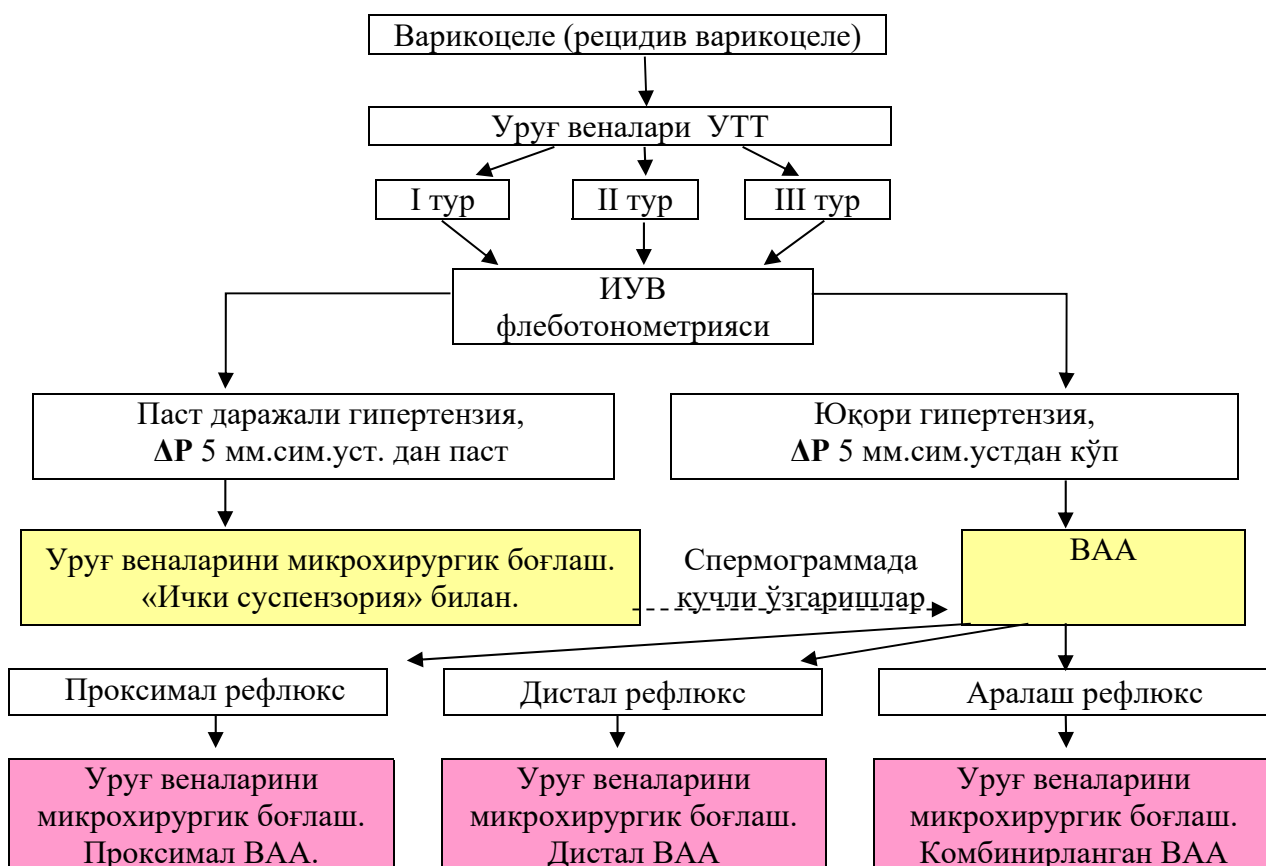 Варикоцеле (рецидив варикоцеле)
Уруғ веналари УТТ
I тур
II тур
III тур
ИУВ
флеботонометрияси
Паст даражали гипертензия,
ΔР 5 мм.сим.уст. дан паст
Юқори гипертензия,
ΔР 5 мм.сим.устдан кўп
Уруғ веналарини микрохирургик боғлаш.
«Ички суспензория» билан.
Спермограммада
кучли ўзгаришлар
ВАА
Проксимал рефлюкс
Дистал рефлюкс
Аралаш рефлюкс
Уруғ веналарини
микрохирургик боғлаш.
Проксимал ВАА.
Уруғ веналарини
микрохирургик боғлаш.
Дистал ВАА
Уруғ веналарини
микрохирургик боғлаш.
Комбинирланган ВАА